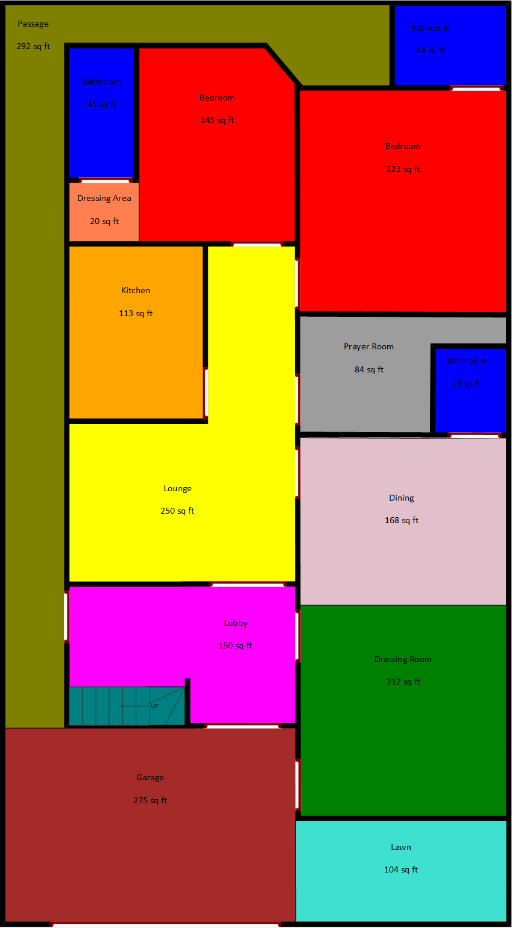 Passage
292 sq ft
Bathroom
44 sq ft
Bathroom
41 sq ft
Bedroom
145 sq ft
Bedroom
223 sq ft
Dressing Area
20 sq ft
Kitchen
113 sq ft
Prayer Room
84 sq ft
Bathroom
25 sq ft
Lounge
250 sq ft
Dining
168 sq ft
Lobby
150 sq ft
Drawing Room
212 sq ft
UP
Garage
275 sq ft
Lawn
104 sq ft